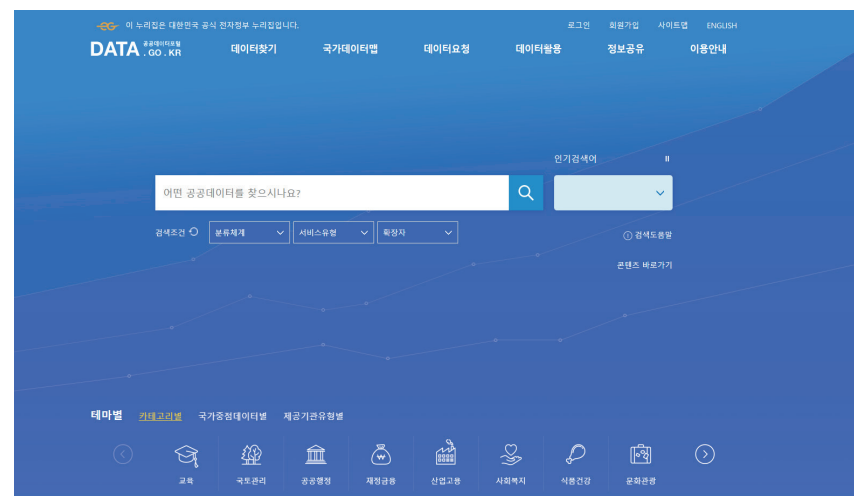 이 누리집은 대한민국 공식 전자정부 누리집입니다.
로그인 회원가입 사이트맵 ENGLISH
DATA 공공데이터포털 .GO.KR
데이터찾기 국가데이터맵 데이터요청 데이터활용 정보공유 이용안내
인기검색어
어떤 공공데이터를 찾으시나요?
검색조건 분류체계 서비스유형 확장자
검색도움말
콘텐츠 바로가기
테마별 카테고리별 국가중점데이터별 제공기관유형별
교육 국토관리 공공행정 재정금융 산업고용 사회복지 식품건강 문화관광